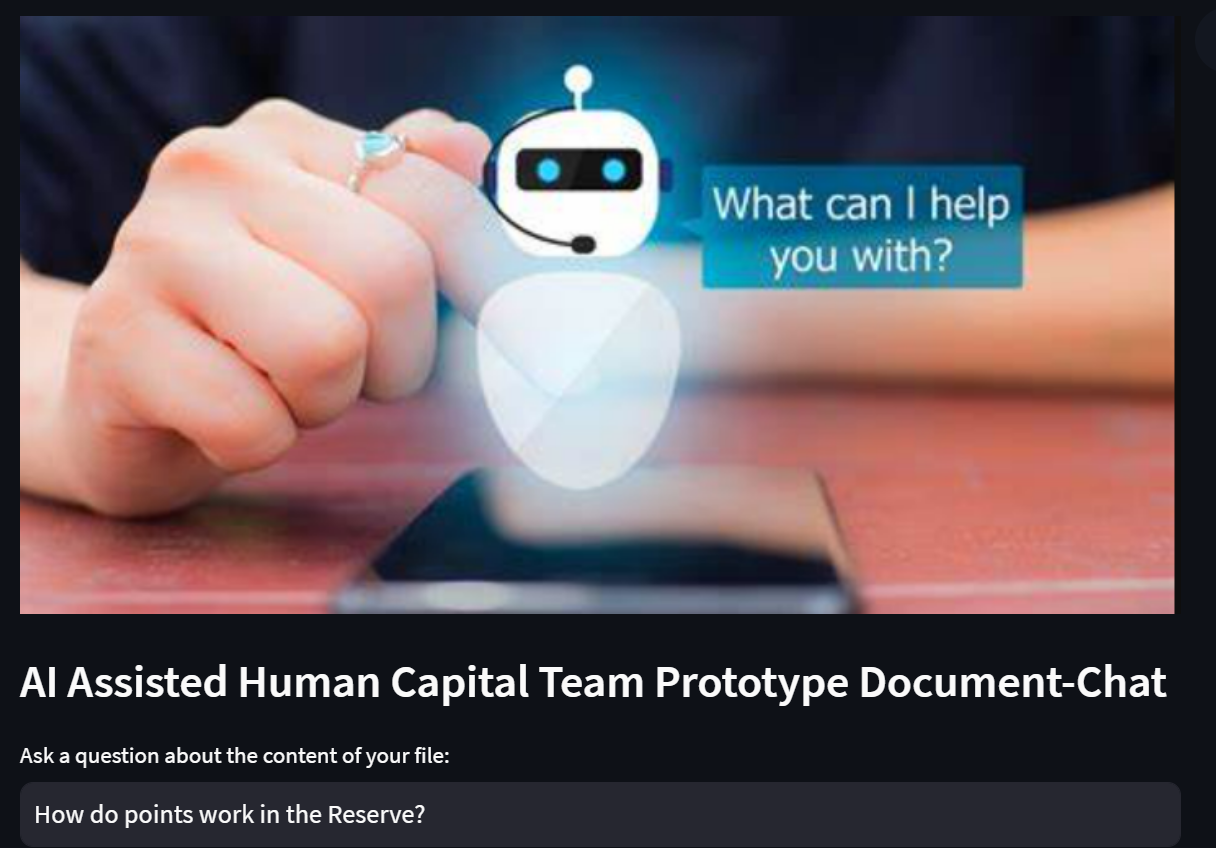 What can I help
you with?
AI Assisted Human Capital Team Prototype Document-Chat
Ask a question about the content of your file:
How do points work in the Reserve?